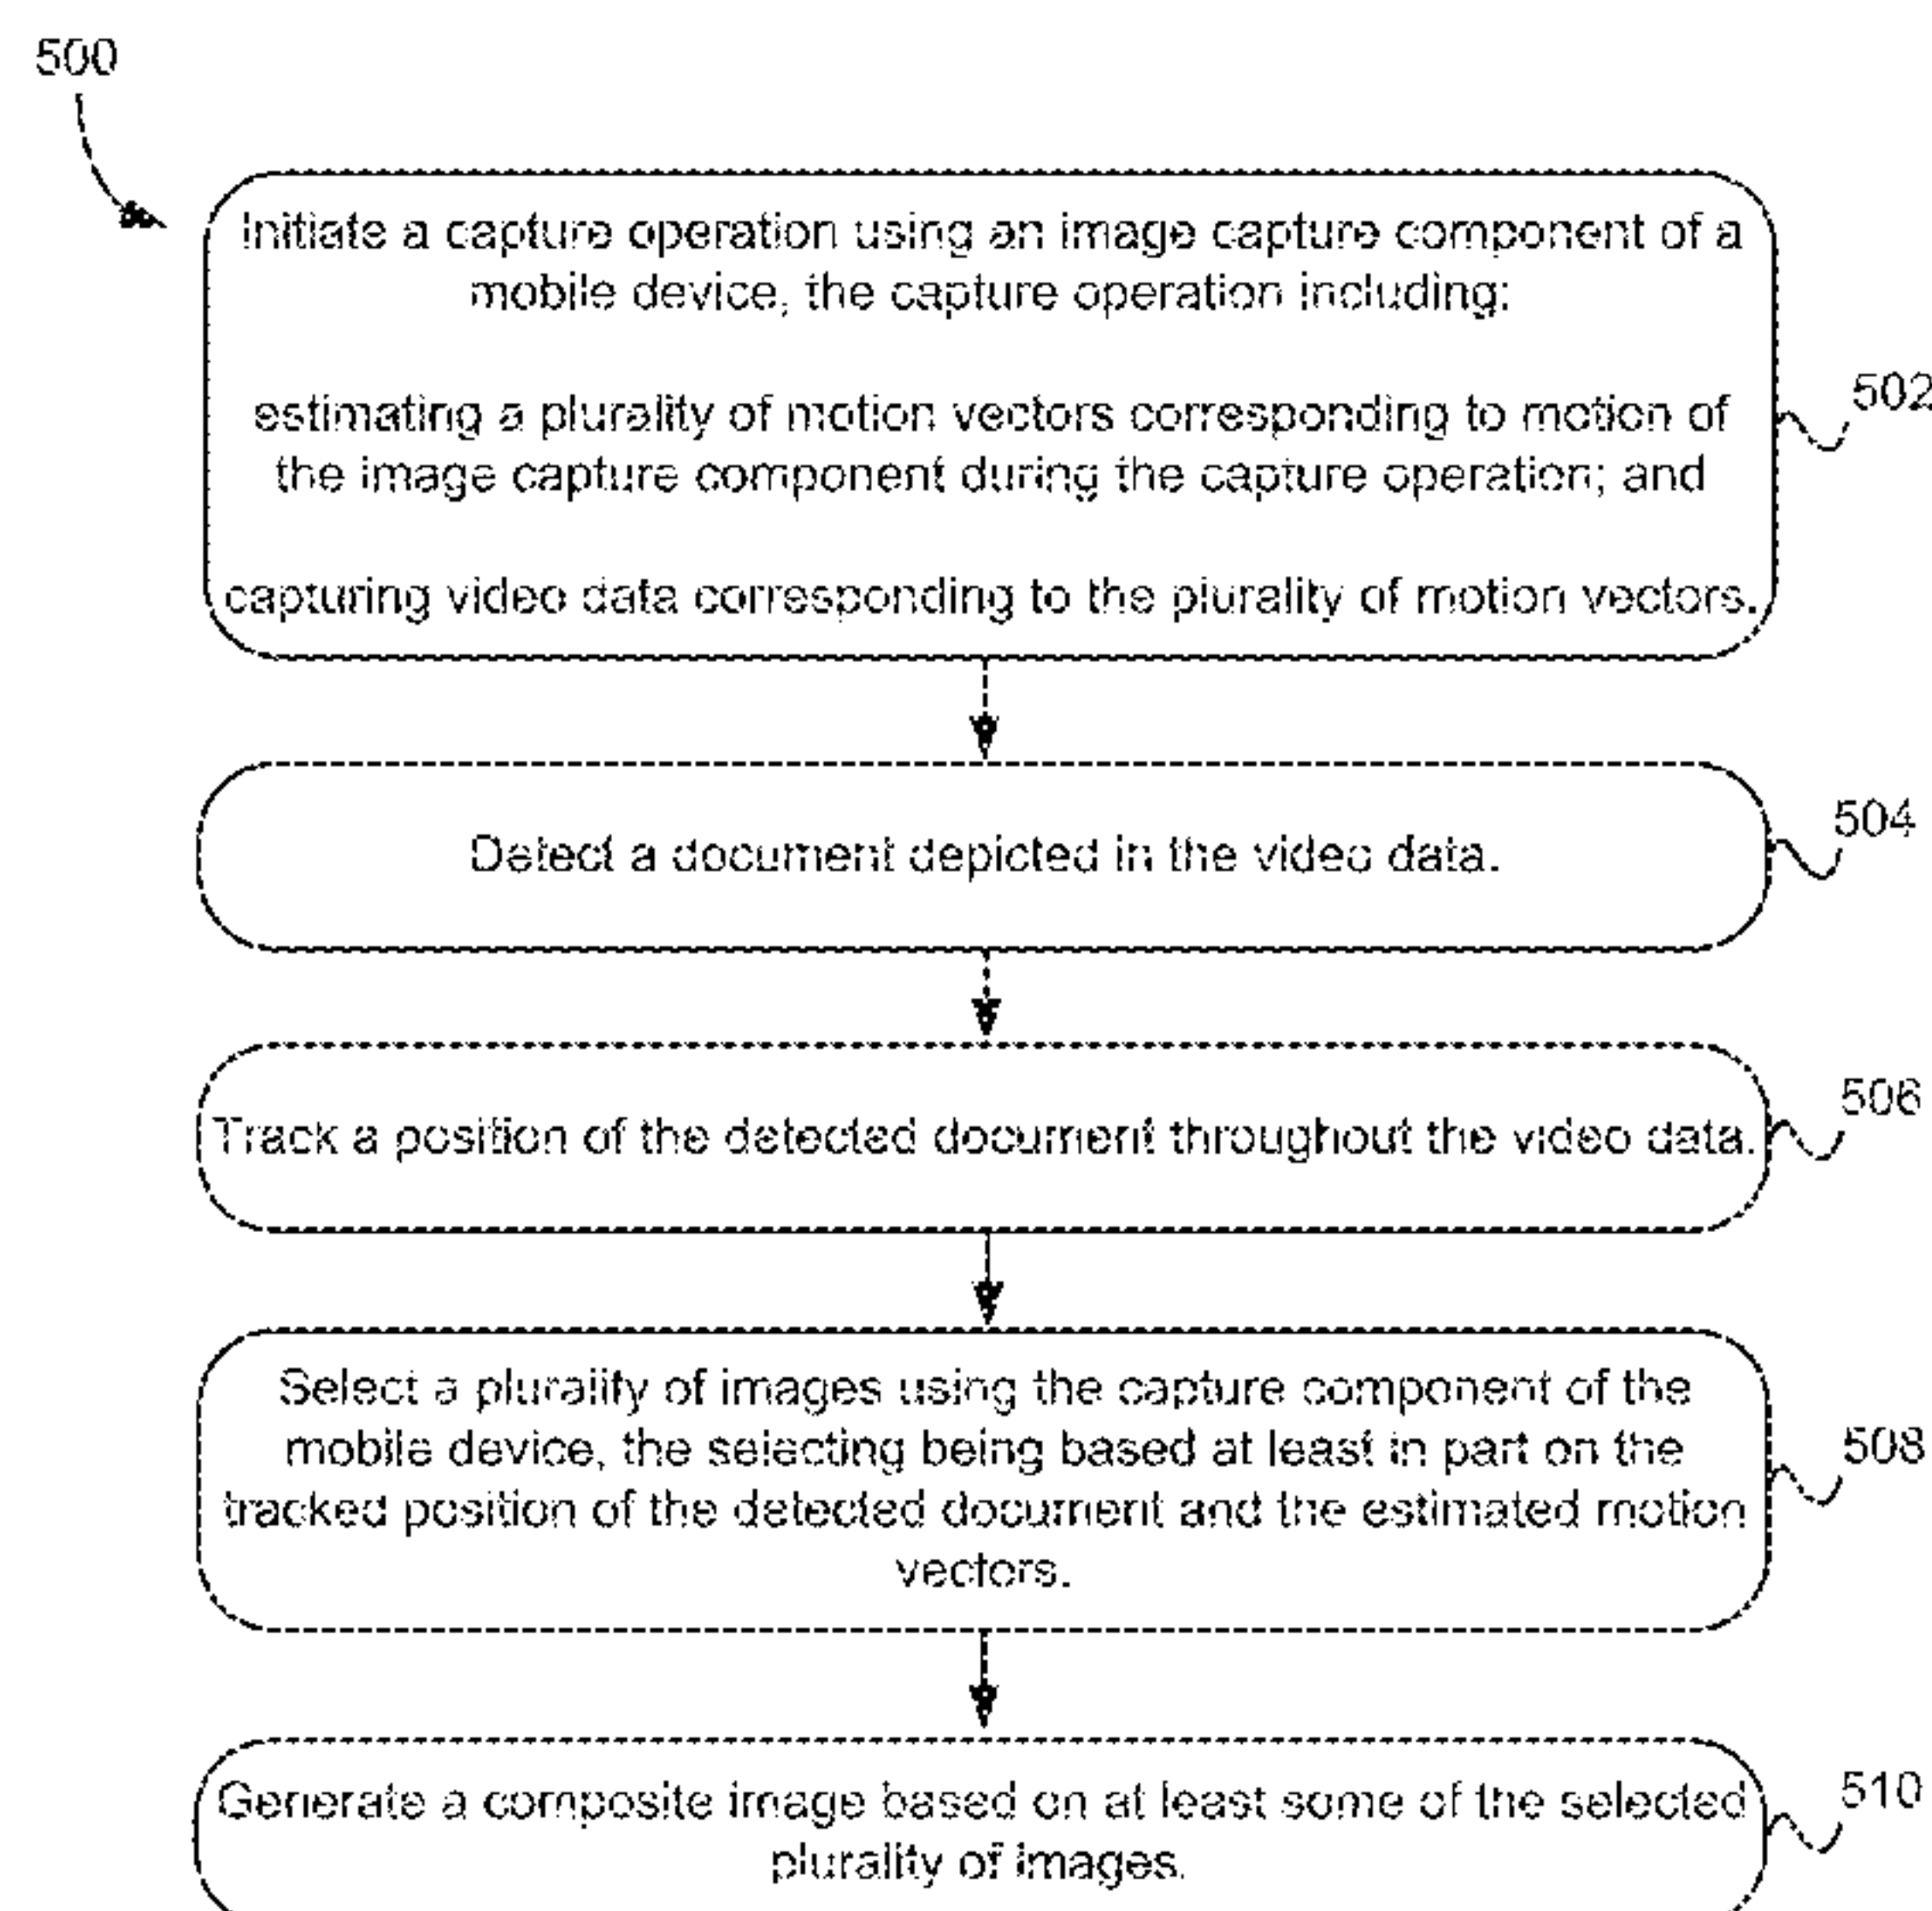 500
Initiate a capture operation using an image capture component of a
mobile device, the capture operation including:
estimating a plurality of motion vectors corresponding to motion of
the image capture component during the capture operation; and
capturing video data corresponding to the plurality of motion vectors.
502
Detect a document depicted in the video data.
504
Track a position of the detected document throughout the video data.
506
Select a plurality of images using the capture component of the
mobile device, the selecting being based at least in part on the
tracked position of the detected document and the estimated motion
vectors.
508
Generate a composite image based on at least some of the selected
plurality of images.
510